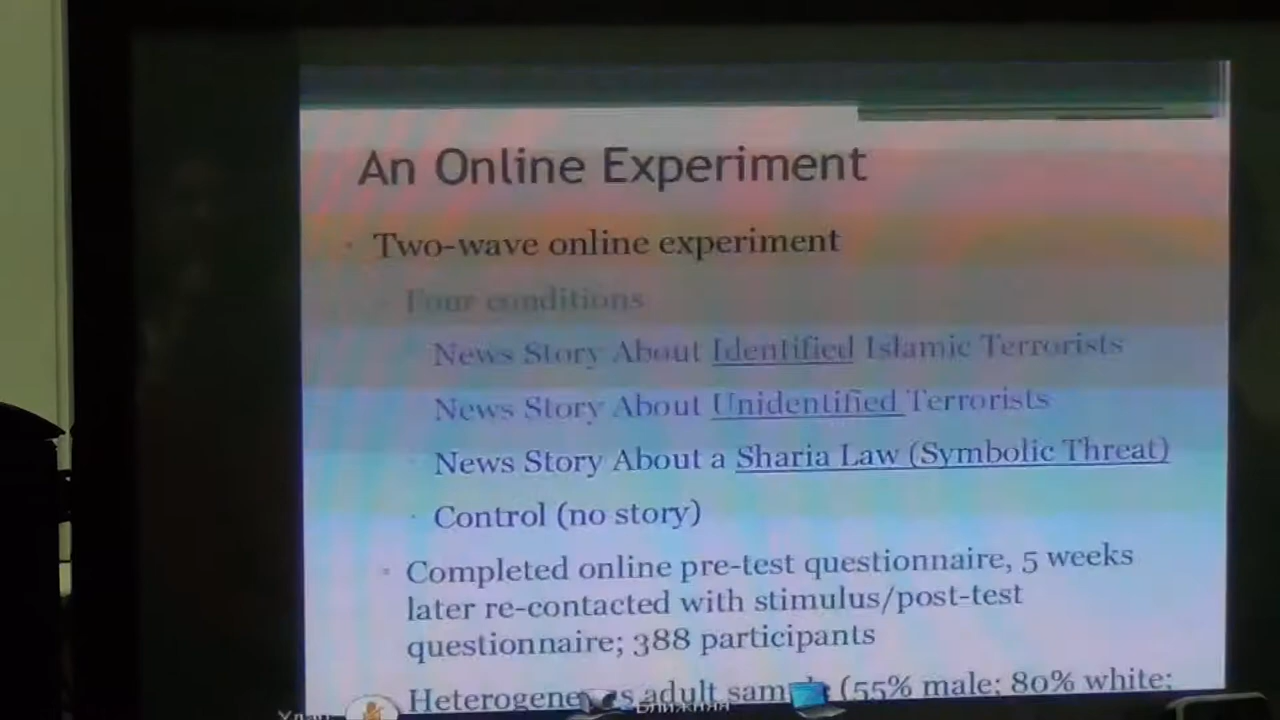 An Online Experiment
Two-wave online experiment
Four conditions
News Story About Identified Islamic Terrorists
News Story About Unidentified Terrorists
News Story About a Sharia Law (Symbolic Threat)
Control (no story)
Completed online pre-test questionnaire, 5 weeks
later re-contacted with stimulus/post-test
questionnaire; 388 participants
adult (55% male; 80% white;
Ближняя